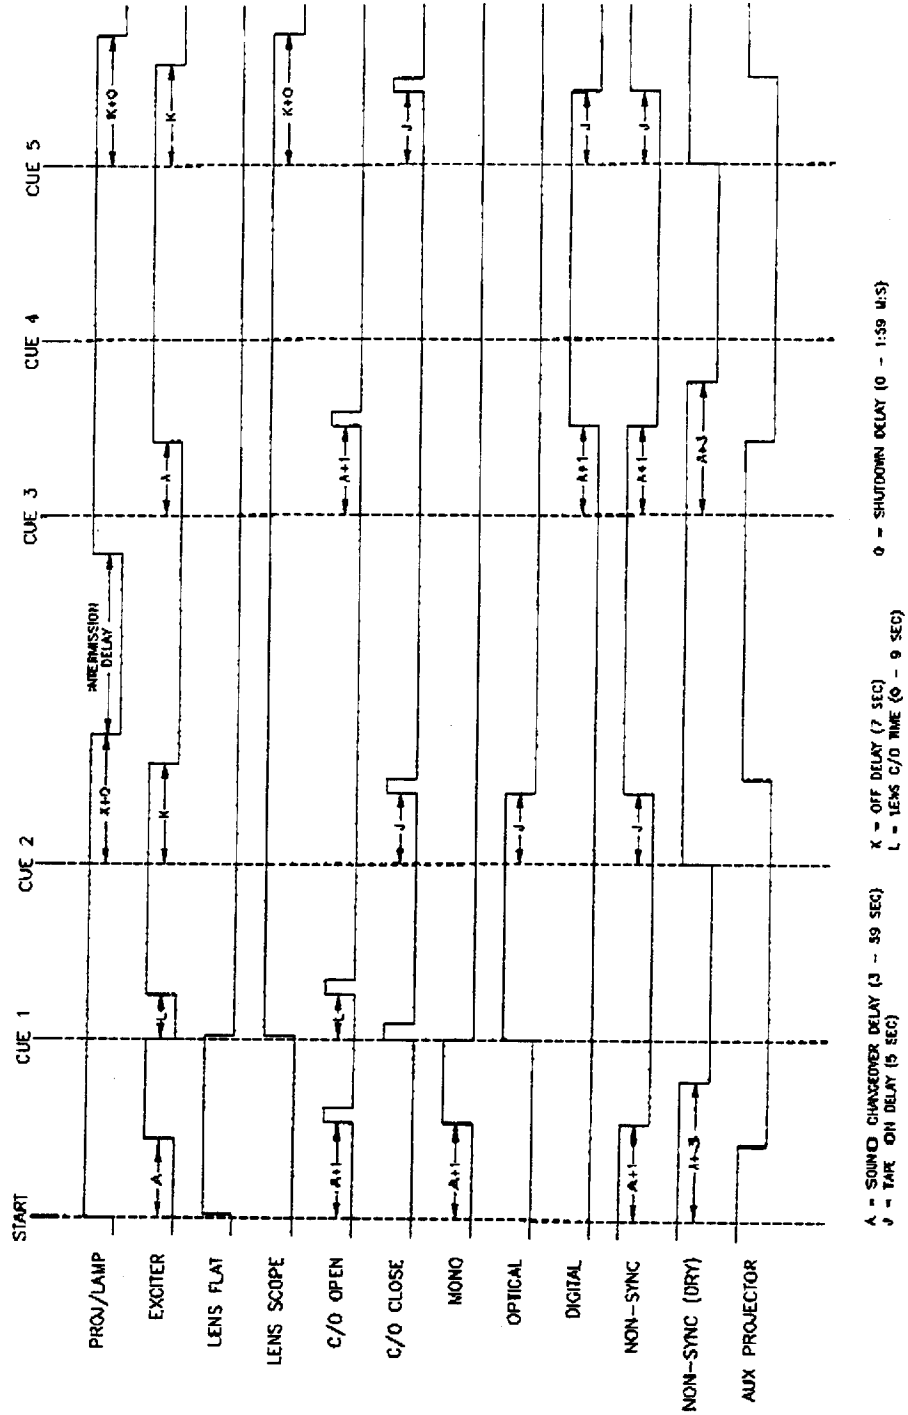 START
CUE 1
CUE 2
CUE 3
CUE 4
CUE 5
PROJ/LAMP
K+Q
INTERMISSION
DELAY
K+Q
EXCITER
A
L
K
A
K
LENS FLAT
LENS SCOPE
K+Q
C/O OPEN
A+1
L
A+1
C/O CLOSE
J
J
MONO
A+1
OPTICAL
J
DIGITAL
A+1
J
NON-SYNC
A+1
J
A+1
J
NON-SYNC (DRY)
A+3
A+3
AUX PROJECTOR
A = SOUND CHANGEOVER DELAY (3 - 59 SEC)
J = TAPE ON DELAY (5 SEC)
K = OFF DELAY (7 SEC)
L = LENS C/O TIME (0 - 9 SEC)
Q = SHUTDOWN DELAY (0 - 1:59 M:S)